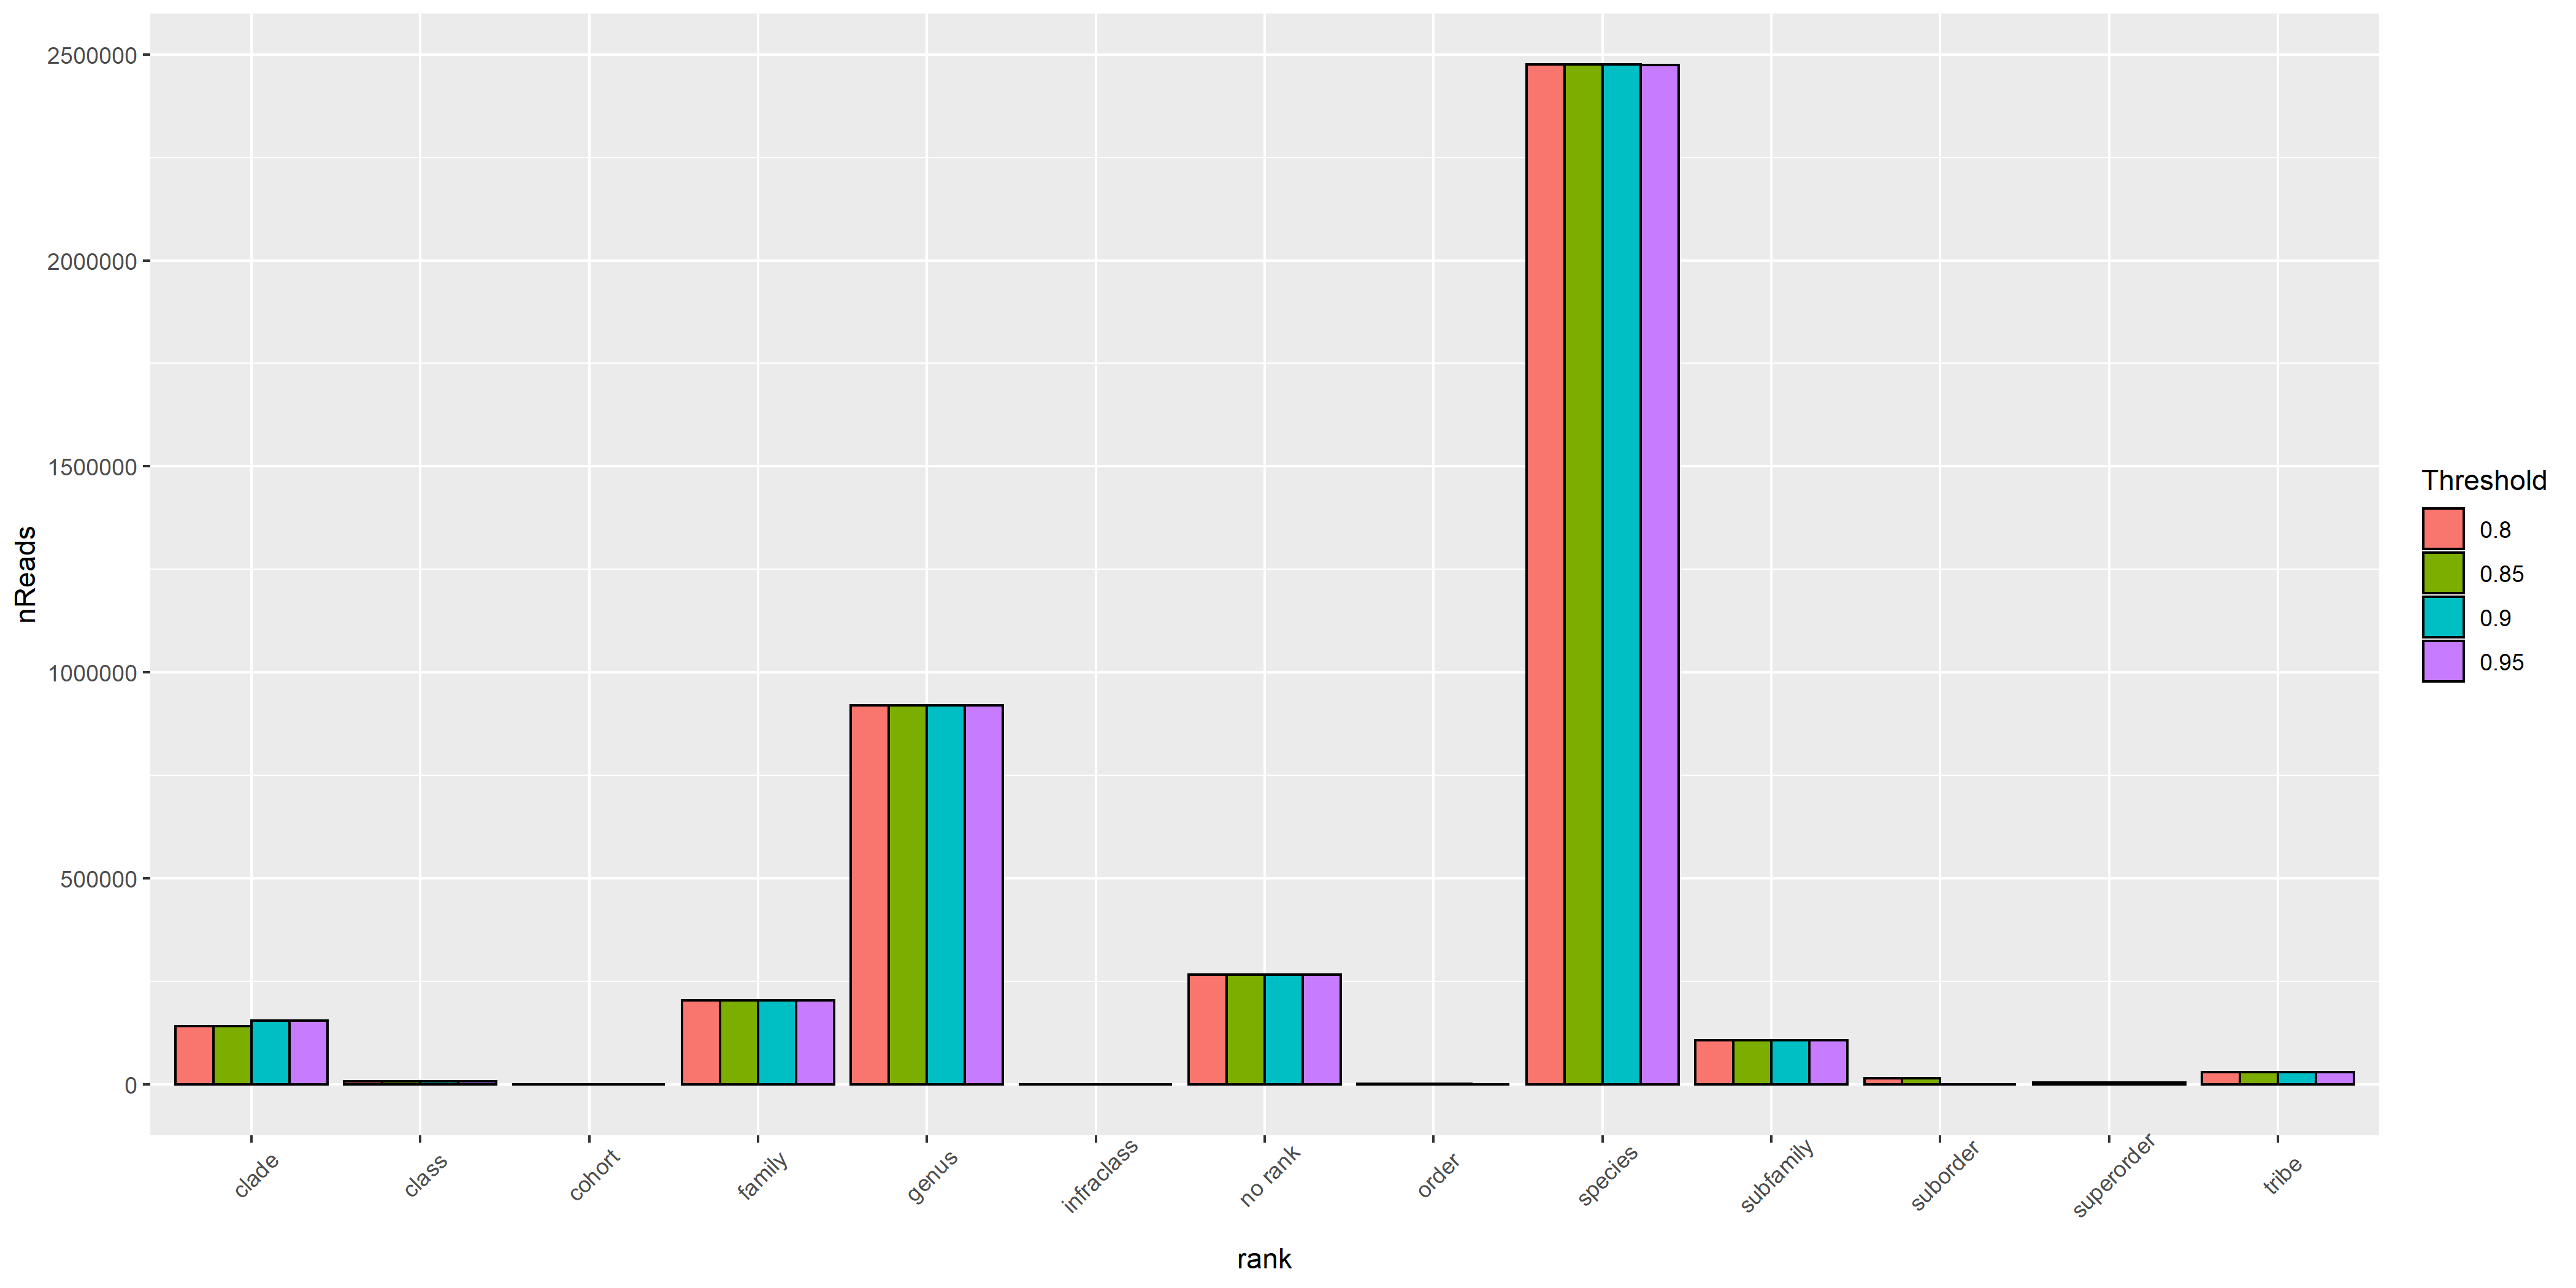 2500000
2000000
1500000
1000000
500000
0
nReads
clade
class
cohort
family
genus
infraclass
no rank
order
species
subfamily
suborder
superorder
tribe
rank
Threshold
0.8
0.85
0.9
0.95